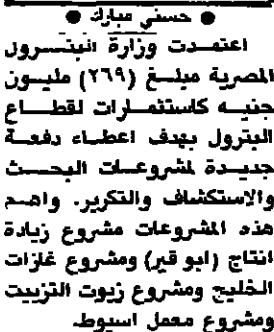 ● حسني مبارك ●
اعتمدت وزارة البترول
المصرية مبلغ (٢٦٩) مليون
جنيه كاستثمارات لقطاع
البترول بهدف اعطاء دفعة
جديدة لمشروعات البحث
والاستكشاف والتكرير. واهم
هذه المشروعات مشروع زيادة
انتاج (ابو قير) ومشروع غازات
الخليج ومشروع زيوت التزييت
ومشروع معمل اسيوط.